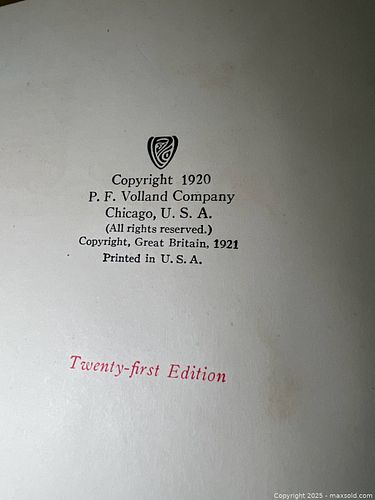 Copyright 1920
P. F. Volland Company
Chicago, U. S. A.
(All rights reserved.)
Copyright, Great Britain, 1921
Printed in U. S. A.
Twenty-first Edition
Copyright 2025 - maxsold.com